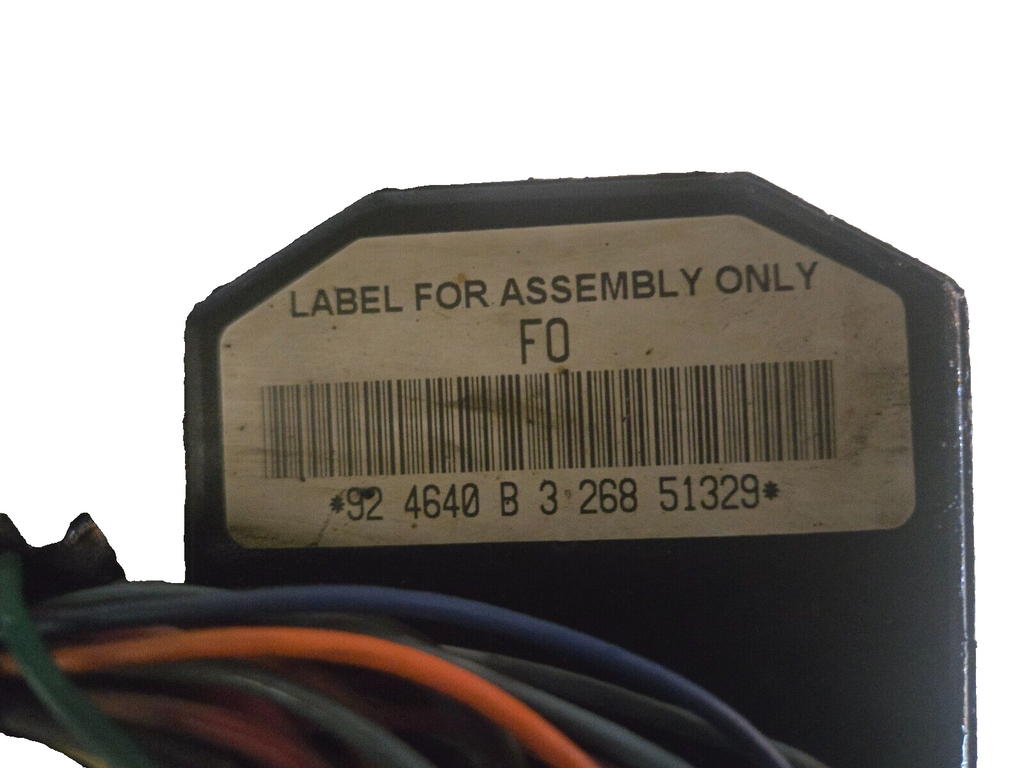 LABEL FOR ASSEMBLY ONLY
FO
*92 4640 B 3 268 51329*